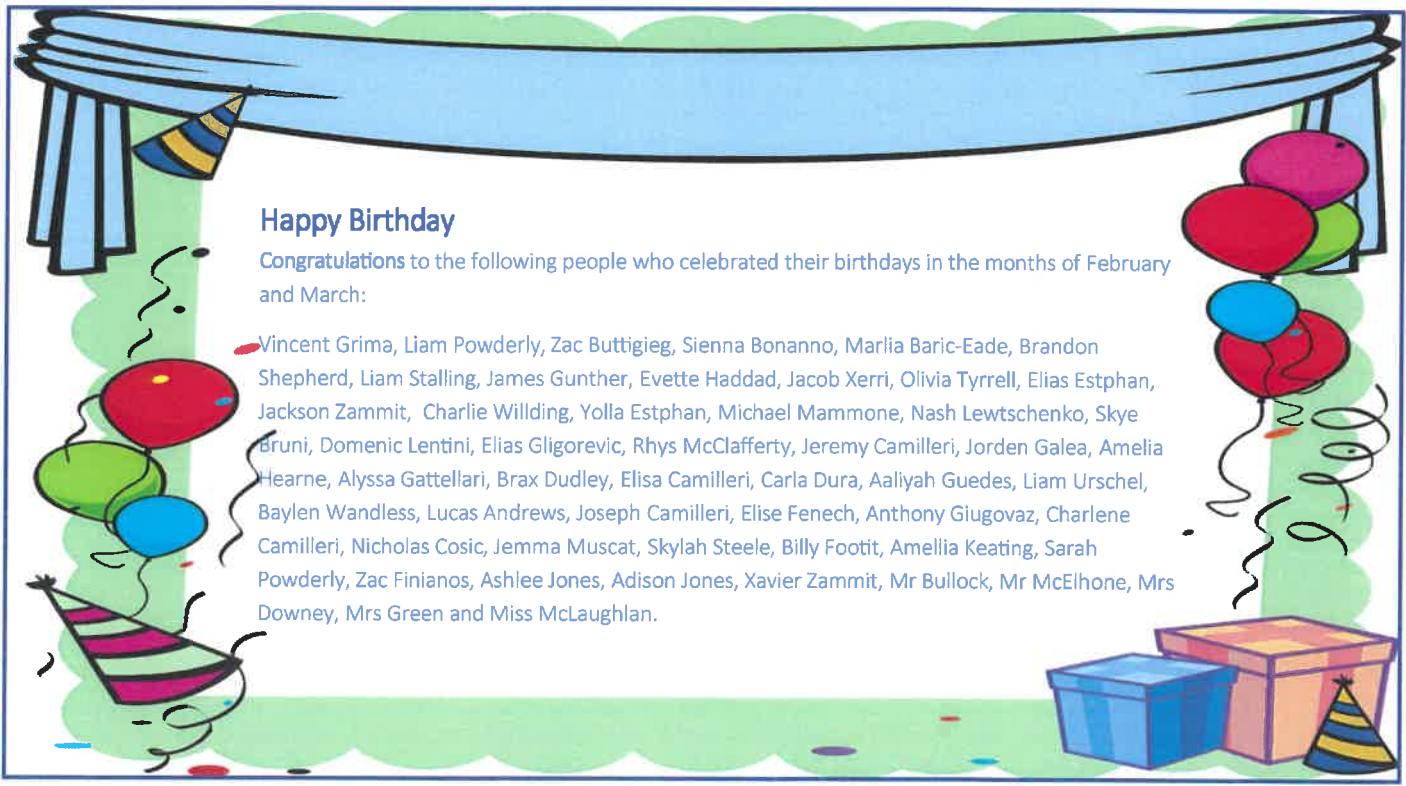 Happy Birthday
Congratulations to the following people who celebrated their birthdays in the months of February
and March:
Vincent Grima, Liam Powderly, Zac Buttigieg, Sienna Bonanno, Marlia Baric-Eade, Brandon
Shepherd, Liam Stalling, James Gunther, Evette Haddad, Jacob Xerri, Olivia Tyrrell, Elias Estphan,
Jackson Zammit, Charlie Willding, Yolla Estphan, Michael Mammone, Nash Lewtschenko, Skye
Bruni, Domenic Lentini, Elias Gligorevic, Rhys McClafferty, Jeremy Camilleri, Jorden Galea, Amelia
Hearne, Alyssa Gattellari, Brax Dudley, Elisa Camilleri, Carla Dura, Aaliyah Guedes, Liam Urschel,
Baylen Wandless, Lucas Andrews, Joseph Camilleri, Elise Fenech, Anthony Giugovaz, Charlene
Camilleri, Nicholas Cosic, Jemma Muscat, Skylah Steele, Billy Footit, Amellia Keating, Sarah
Powderly, Zac Finianos, Ashlee Jones, Adison Jones, Xavier Zammit, Mr Bullock, Mr McElhone, Mrs
Downey, Mrs Green and Miss McLaughlan.